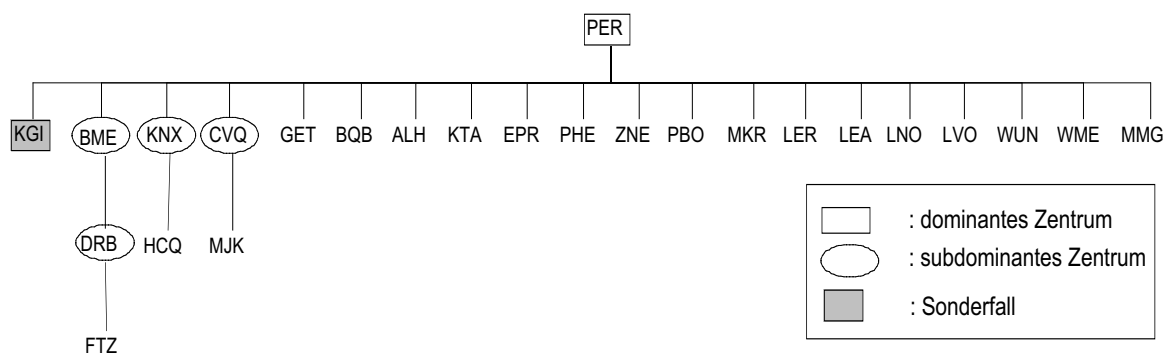 PER
KGI BME KNX CVQ GET BQB ALH KTA EPR PHE ZNE PBO MKR LER LEA LNO LVO WUN WME MMG
DRB HCQ MJK
FTZ
: dominantes Zentrum
: subdominantes Zentrum
: Sonderfall